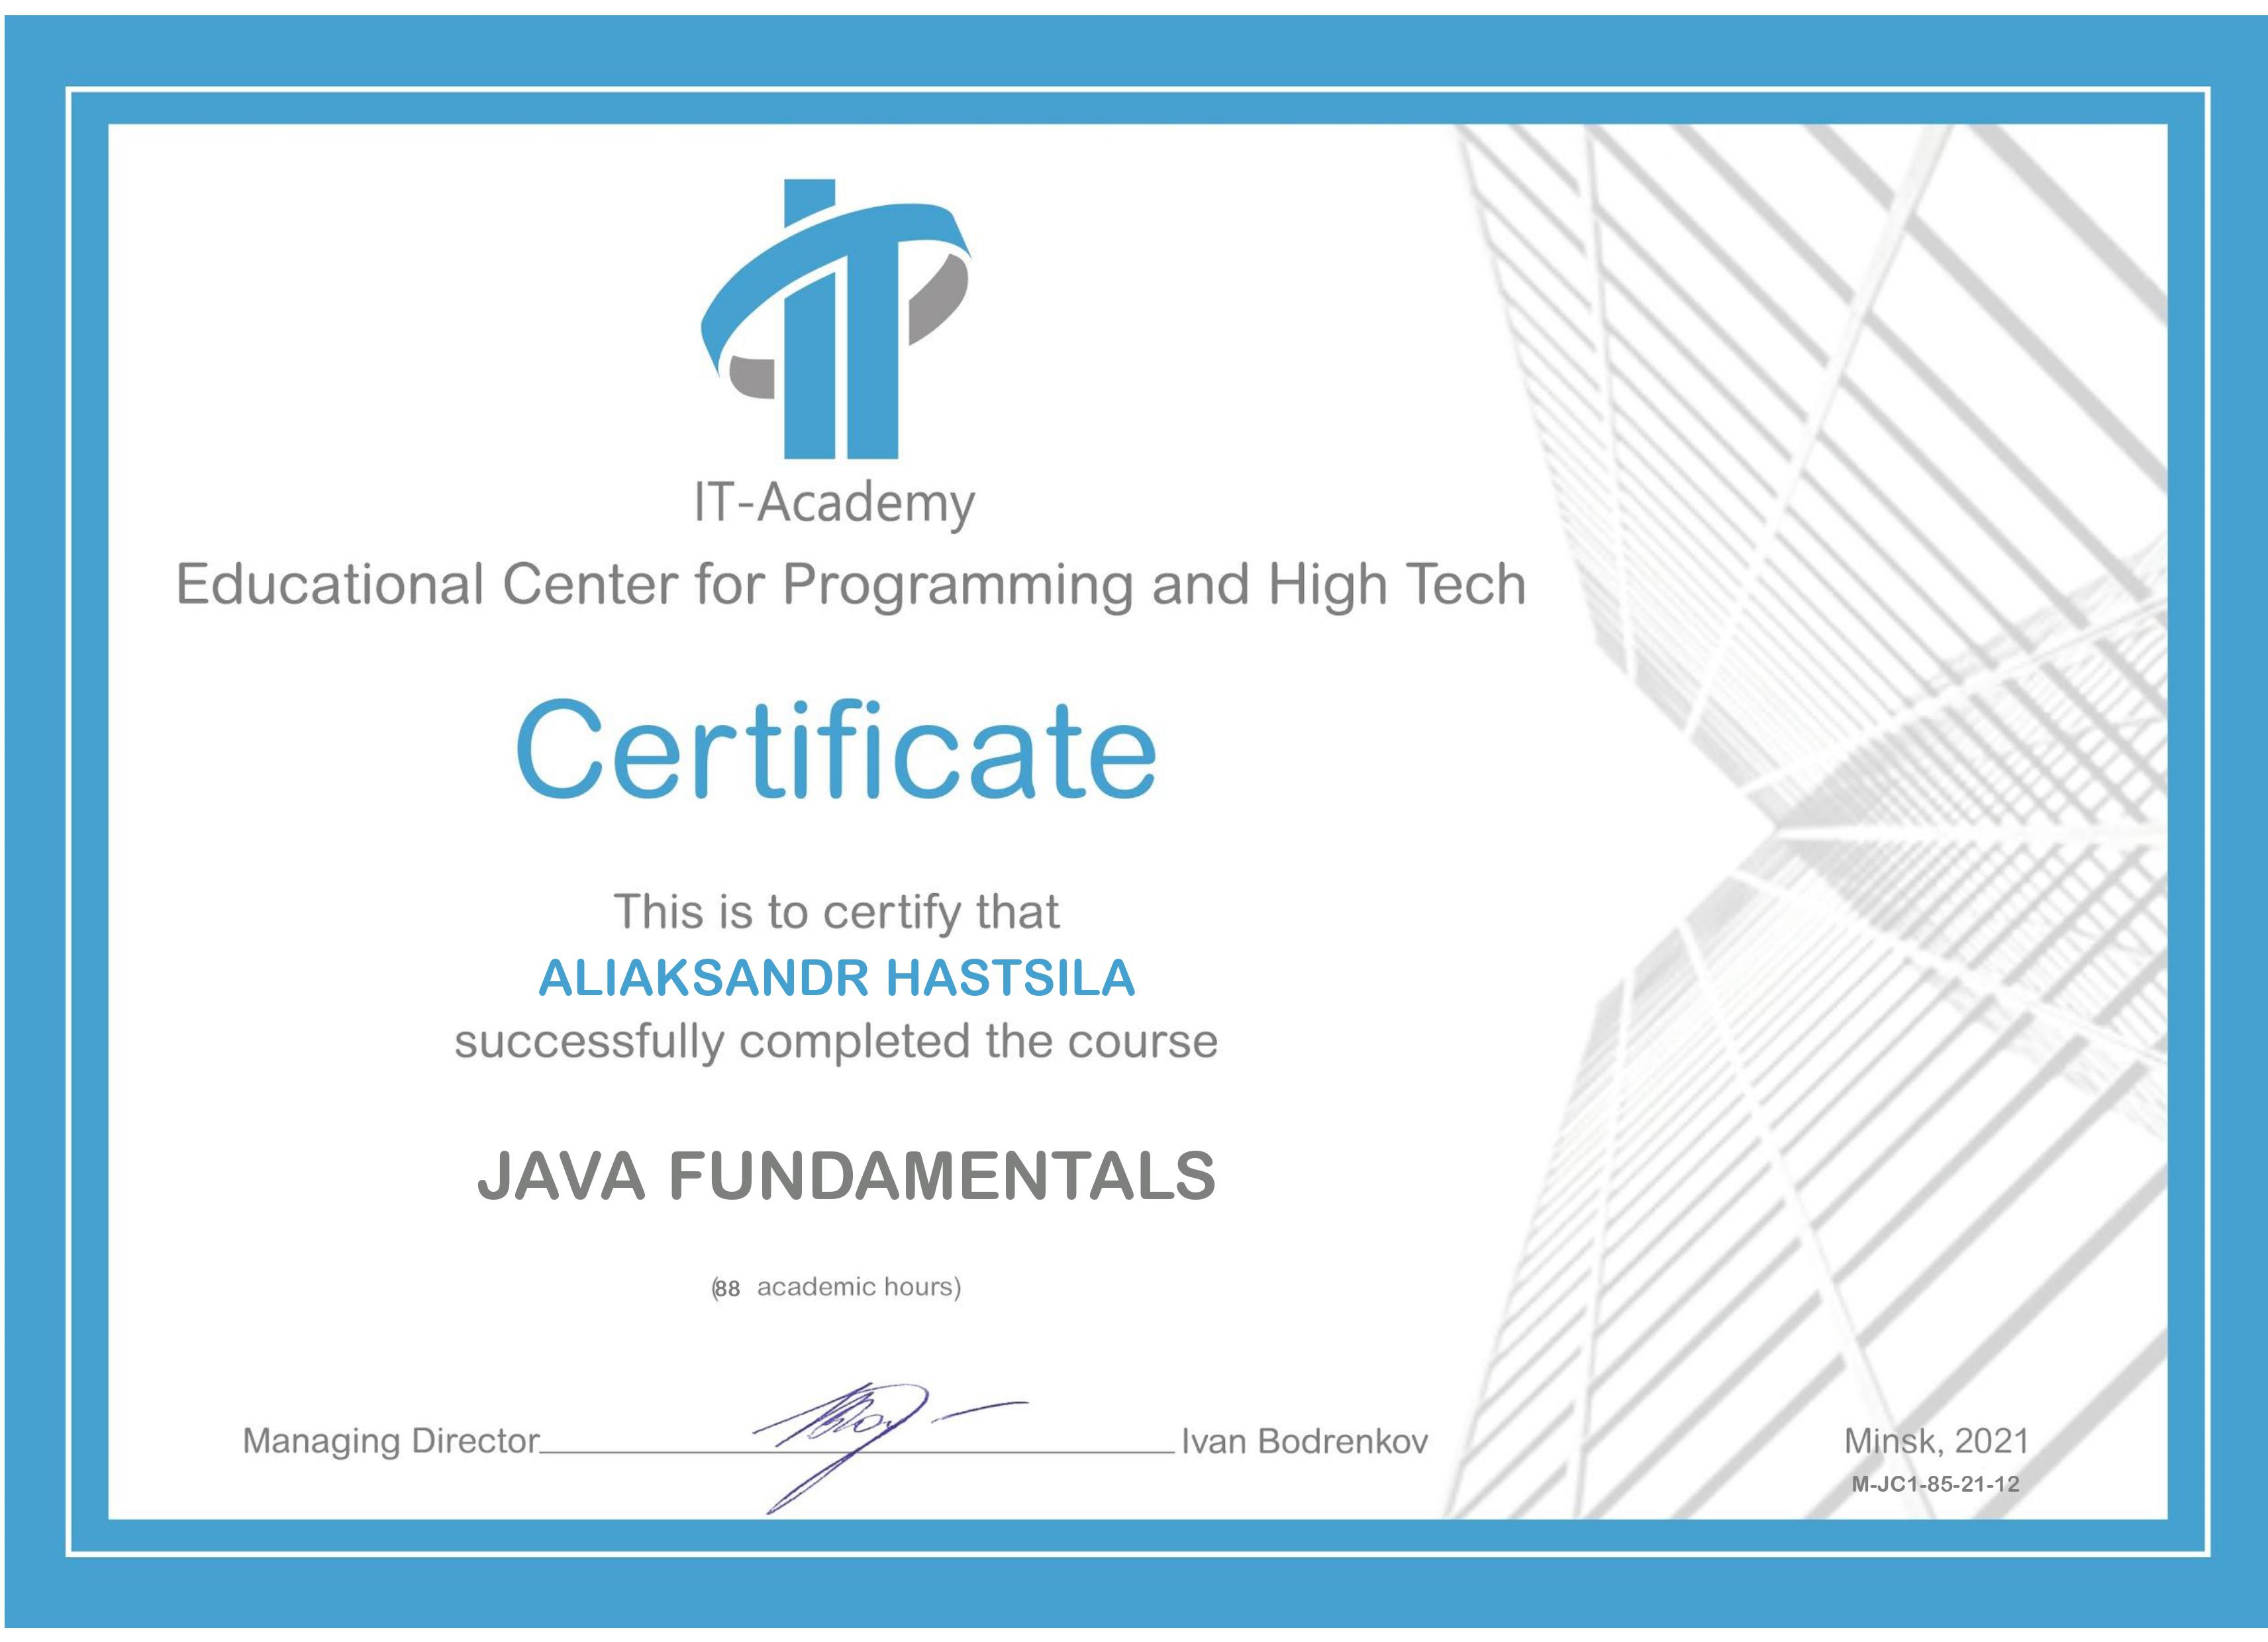 IT-Academy
Educational Center for Programming and High Tech
Certificate
This is to certify that
ALIAKSANDR HASTSILA
successfully completed the course
JAVA FUNDAMENTALS
(88 academic hours)
Managing Director Ivan Bodrenkov
Minsk, 2021
M-JC1-85-21-12